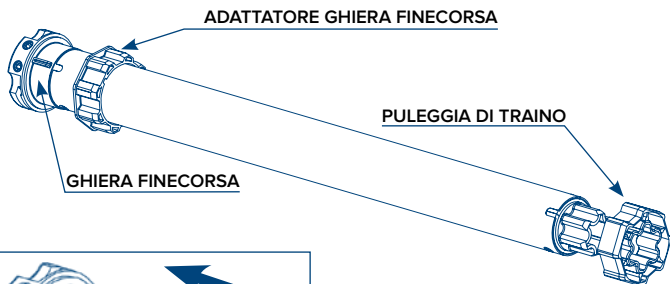 ADATTATORE GHIERA FINECORSA
PULEGGIA DI TRAINO
GHIERA FINECORSA